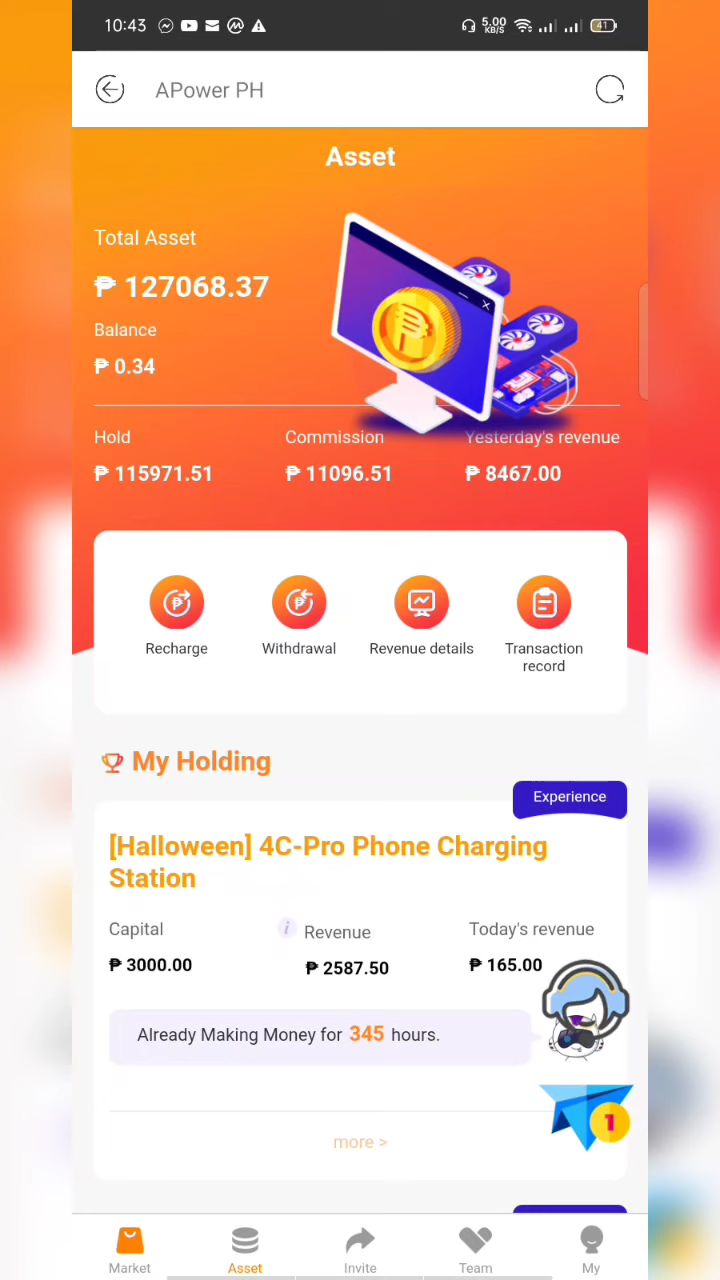 10:43
5.00
KB/S
41
APower PH
Asset
Total Asset
₱ 127068.37
Balance
₱ 0.34
Hold
Commission
Yesterday's revenue
₱ 115971.51
₱ 11096.51
₱ 8467.00
Recharge
Withdrawal
Revenue details
Transaction
record
My Holding
Experience
[Halloween] 4C-Pro Phone Charging
Station
Capital
i Revenue
Today's revenue
₱ 3000.00
₱ 2587.50
₱ 165.00
Already Making Money for 345 hours.
1
more >
Market
Asset
Invite
Team
My